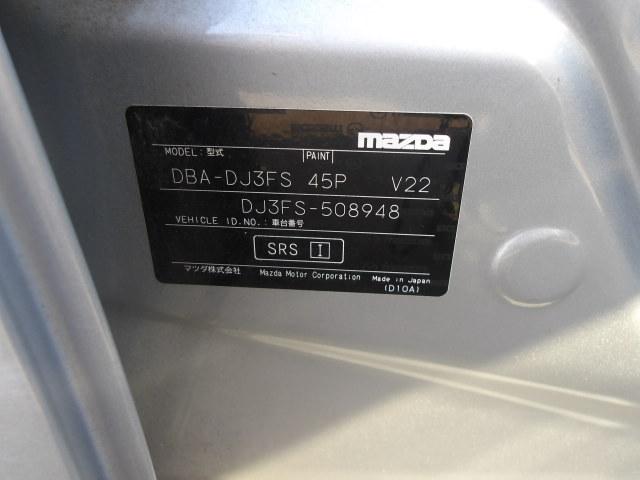 mazda
MODEL: 型式 PAINT
DBA-DJ3FS 45P V22
DJ3FS-508948
VEHICLE ID.NO.: 車台番号
SRS I
マツダ株式会社 Mazda Motor Corporation Made in Japan
(D10A)